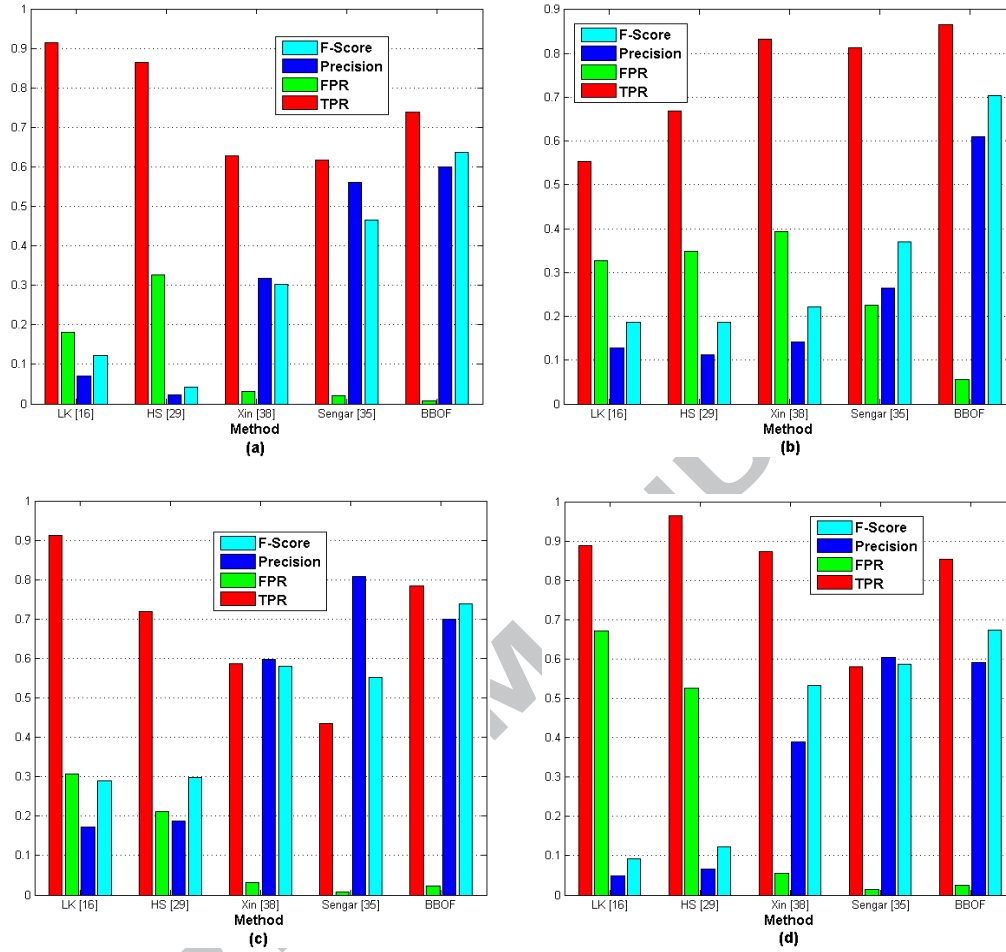 1
0.9
0.8
0.7
0.6
0.5
0.4
0.3
0.2
0.1
0
F-Score
Precision
FPR
TPR
LK [16] HS [29] Xin [38] Sengar [35] BBOF
Method
(a)
0.9
0.8
0.7
0.6
0.5
0.4
0.3
0.2
0.1
0
F-Score
Precision
FPR
TPR
LK [16] HS [29] Xin [38] Sengar [35] BBOF
Method
(b)
1
0.9
0.8
0.7
0.6
0.5
0.4
0.3
0.2
0.1
0
F-Score
Precision
FPR
TPR
LK [16] HS [29] Xin [38] Sengar [35] BBOF
Method
(c)
1
0.9
0.8
0.7
0.6
0.5
0.4
0.3
0.2
0.1
0
F-Score
Precision
FPR
TPR
LK [16] HS [29] Xin [38] Sengar [35] BBOF
Method
(d)